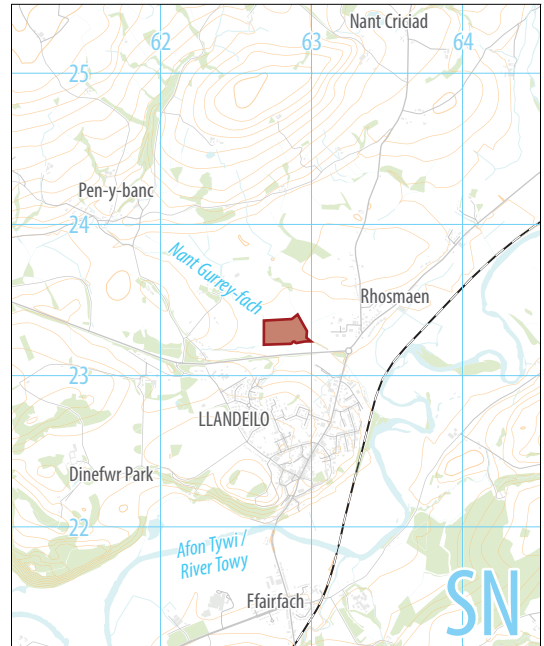 Nant Criciad
62
63
64
25
Pen-y-banc
24
Nant Gurrey-fach
Rhosmaen
23
LLANDEILO
Dinefwr Park
22
Afon Tywi /
River Towy
Ffairfach
SN